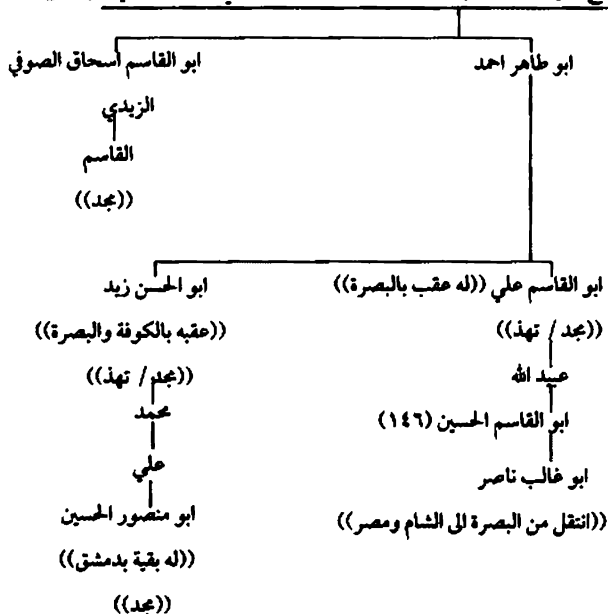 ابو طاهر احمد
ابو القاسم اسحاق الصوفي
الزيدي
القاسم
((مجد))
ابو القاسم علي ((له عقب بالبصرة))
((مجد / تهذ))
عبيد الله
ابو القاسم الحسين (١٤٦)
ابو غالب ناصر
((انتقل من البصرة الى الشام ومصر))
ابو الحسن زيد
((عقبه بالكوفة والبصرة))
((مجد / تهذ))
محمد
علي
ابو منصور الحسين
((له بقية بدمشق))
((مجد))